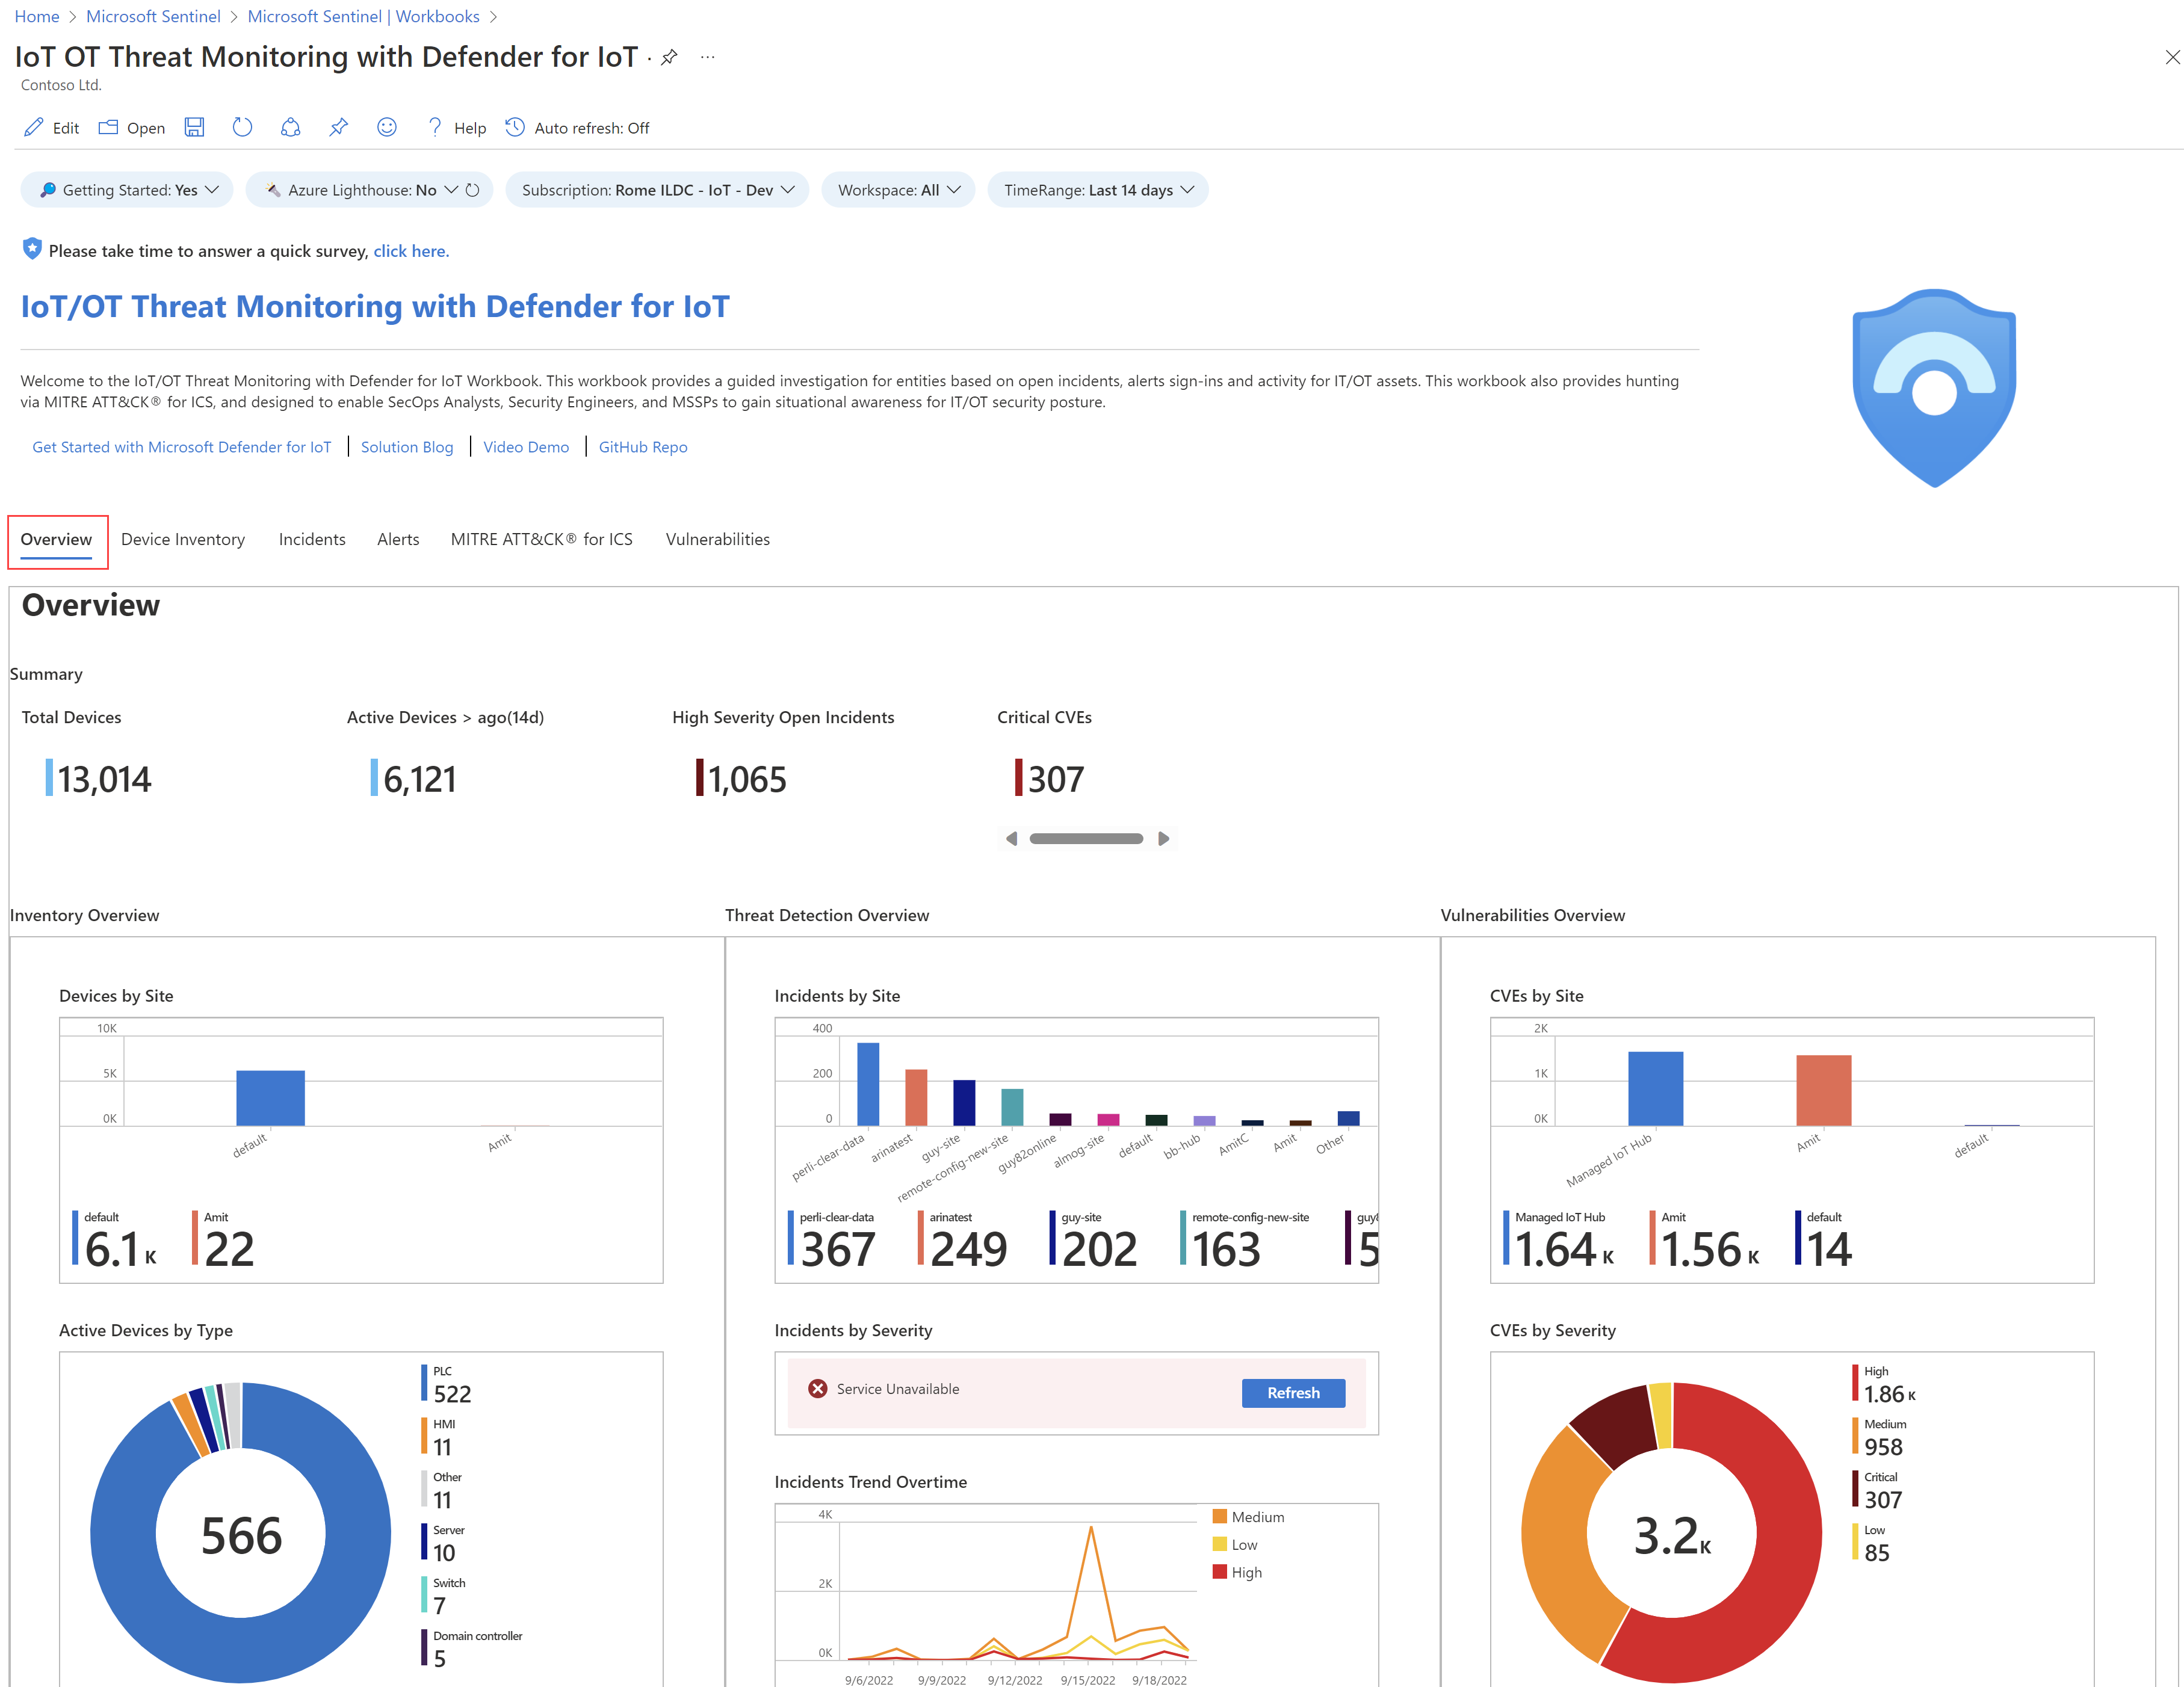 Home > Microsoft Sentinel > Microsoft Sentinel | Workbooks >
IoT OT Threat Monitoring with Defender for IoT · ...
Contoso Ltd.
Edit Open Help Auto refresh: Off
Getting Started: Yes Azure Lighthouse: No Subscription: Rome ILDC - IoT - Dev Workspace: All TimeRange: Last 14 days
Please take time to answer a quick survey, click here.
IoT/OT Threat Monitoring with Defender for IoT
Welcome to the IoT/OT Threat Monitoring with Defender for IoT Workbook. This workbook provides a guided investigation for entities based on open incidents, alerts sign-ins and activity for IT/OT assets. This workbook also provides hunting
via MITRE ATT&CK® for ICS, and designed to enable SecOps Analysts, Security Engineers, and MSSPs to gain situational awareness for IT/OT security posture.
Get Started with Microsoft Defender for IoT | Solution Blog | Video Demo | GitHub Repo
Overview Device Inventory Incidents Alerts MITRE ATT&CK® for ICS Vulnerabilities
Overview
Summary
Total Devices Active Devices > ago(14d) High Severity Open Incidents Critical CVEs
13,014 6,121 1,065 307
Inventory Overview
Devices by Site
10K
5K
0K
default Amit
default Amit
6.1 K 22
Active Devices by Type
566
PLC
522
HMI
11
Other
11
Server
10
Switch
7
Domain controller
5
Threat Detection Overview
Incidents by Site
400
200
0
perli-clear-data arinatest guy-site remote-config-new-site guy82online almog-site default bb-hub AmitC Amit Other
perli-clear-data arinatest guy-site remote-config-new-site
367 249 202 163 5
Incidents by Severity
Service Unavailable Refresh
Incidents Trend Overtime
4K
2K
0K
9/6/2022 9/9/2022 9/12/2022 9/15/2022 9/18/2022
Medium
Low
High
Vulnerabilities Overview
CVEs by Site
2K
1K
0K
Managed IoT Hub Amit default
Managed IoT Hub Amit default
1.64 K 1.56 K 14
CVEs by Severity
3.2K
High
1.86 K
Medium
958
Critical
307
Low
85